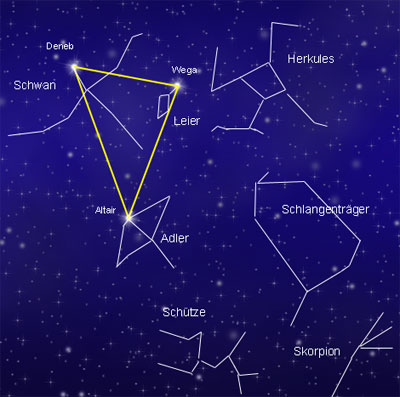 Deneb
Herkules
Wega
Schwan
Leier
Altair
Schlangenträger
Adler
Schütze
Skorpion